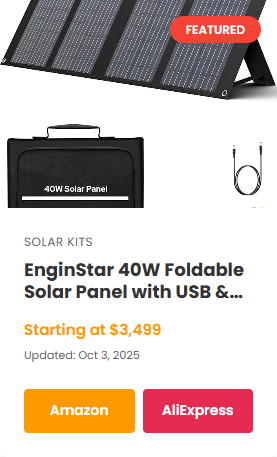 FEATURED
40W Solar Panel
SOLAR KITS
EnginStar 40W Foldable
Solar Panel with USB &...
Starting at $3,499
Updated: Oct 3, 2025
Amazon
AliExpress